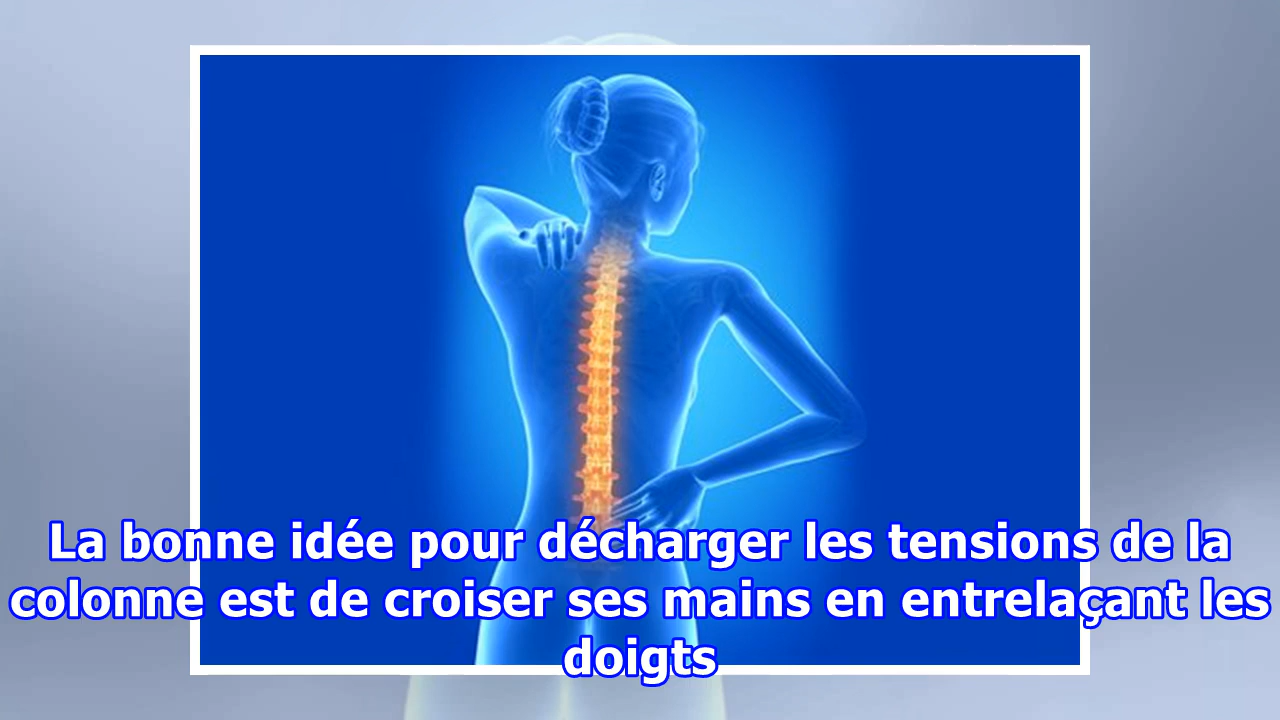 La bonne idée pour décharger les tensions de la
colonne est de croiser ses mains en entrelaçant les
doigts